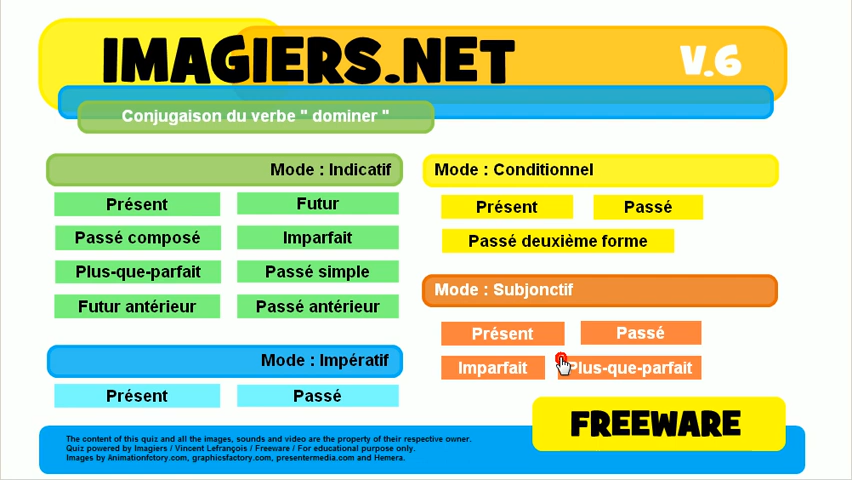 IMAGIERS.NET
V.6
Conjugaison du verbe " dominer "
Mode : Indicatif
Présent
Futur
Passé composé
Imparfait
Plus-que-parfait
Passé simple
Futur antérieur
Passé antérieur
Mode : Impératif
Présent
Passé
Mode : Conditionnel
Présent
Passé
Passé deuxième forme
Mode : Subjonctif
Présent
Passé
Imparfait
Plus-que-parfait
FREEWARE
The content of this quiz and all the images, sounds and video are the property of their respective owner.
Quiz powered by Imagiers / Vincent Lefrançois / Freeware / For educational purpose only.
Images by Animationfctory.com, graphicsfactory.com, presentermedia.com and Hemera.